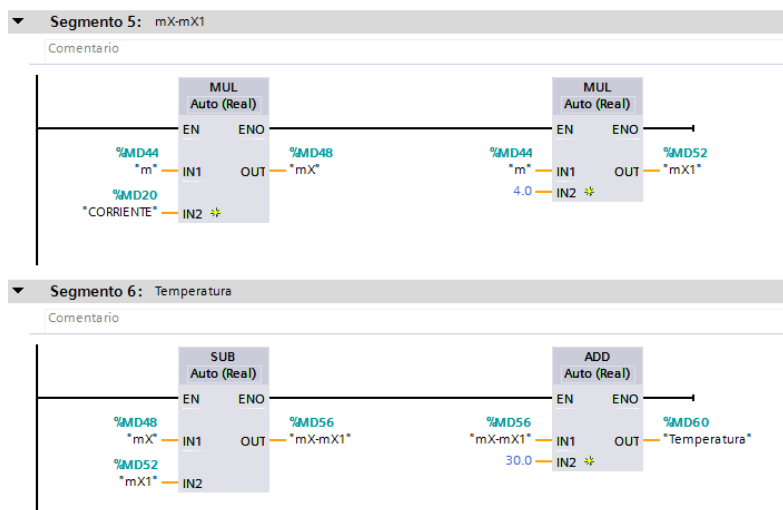 Segmento 5: mX-mX1
Comentario
MUL MUL
Auto (Real) Auto (Real)
EN ENO EN ENO
%MD44 %MD48 %MD44 %MD52
"m" IN1 OUT "mX" "m" IN1 OUT "mX1"
%MD20 4.0 IN2
"CORRIENTE" IN2
Segmento 6: Temperatura
Comentario
SUB ADD
Auto (Real) Auto (Real)
EN ENO EN ENO
%MD48 %MD56 %MD56 %MD60
"mX" IN1 OUT "mX-mX1" "mX-mX1" IN1 OUT "Temperatura"
%MD52 30.0 IN2
"mX1" IN2